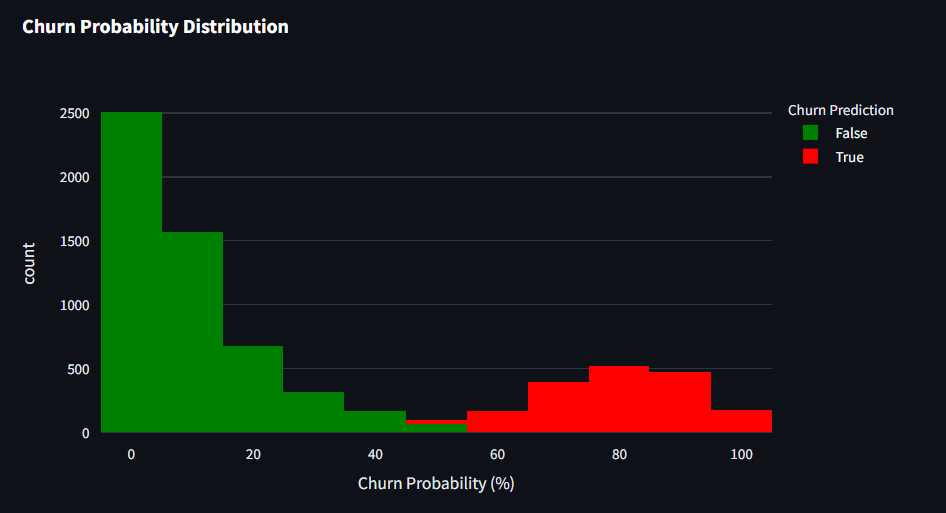 Churn Probability Distribution
Churn Prediction
False
True
2500
2000
1500
1000
500
0
count
0 20 40 60 80 100
Churn Probability (%)